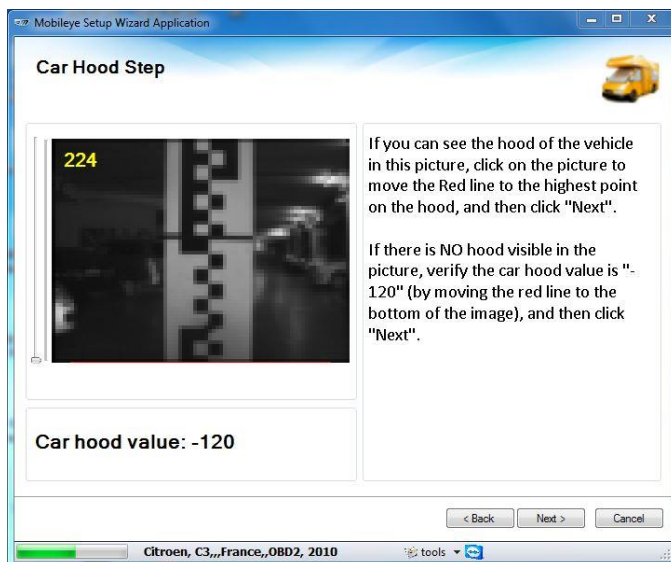 Mobileye Setup Wizard Application
Car Hood Step
224
If you can see the hood of the vehicle
in this picture, click on the picture to
move the Red line to the highest point
on the hood, and then click "Next".
If there is NO hood visible in the
picture, verify the car hood value is "-
120" (by moving the red line to the
bottom of the image), and then click
"Next".
Car hood value: -120
< Back
Next >
Cancel
Citroen, C3,,,France,,OBD2, 2010
tools